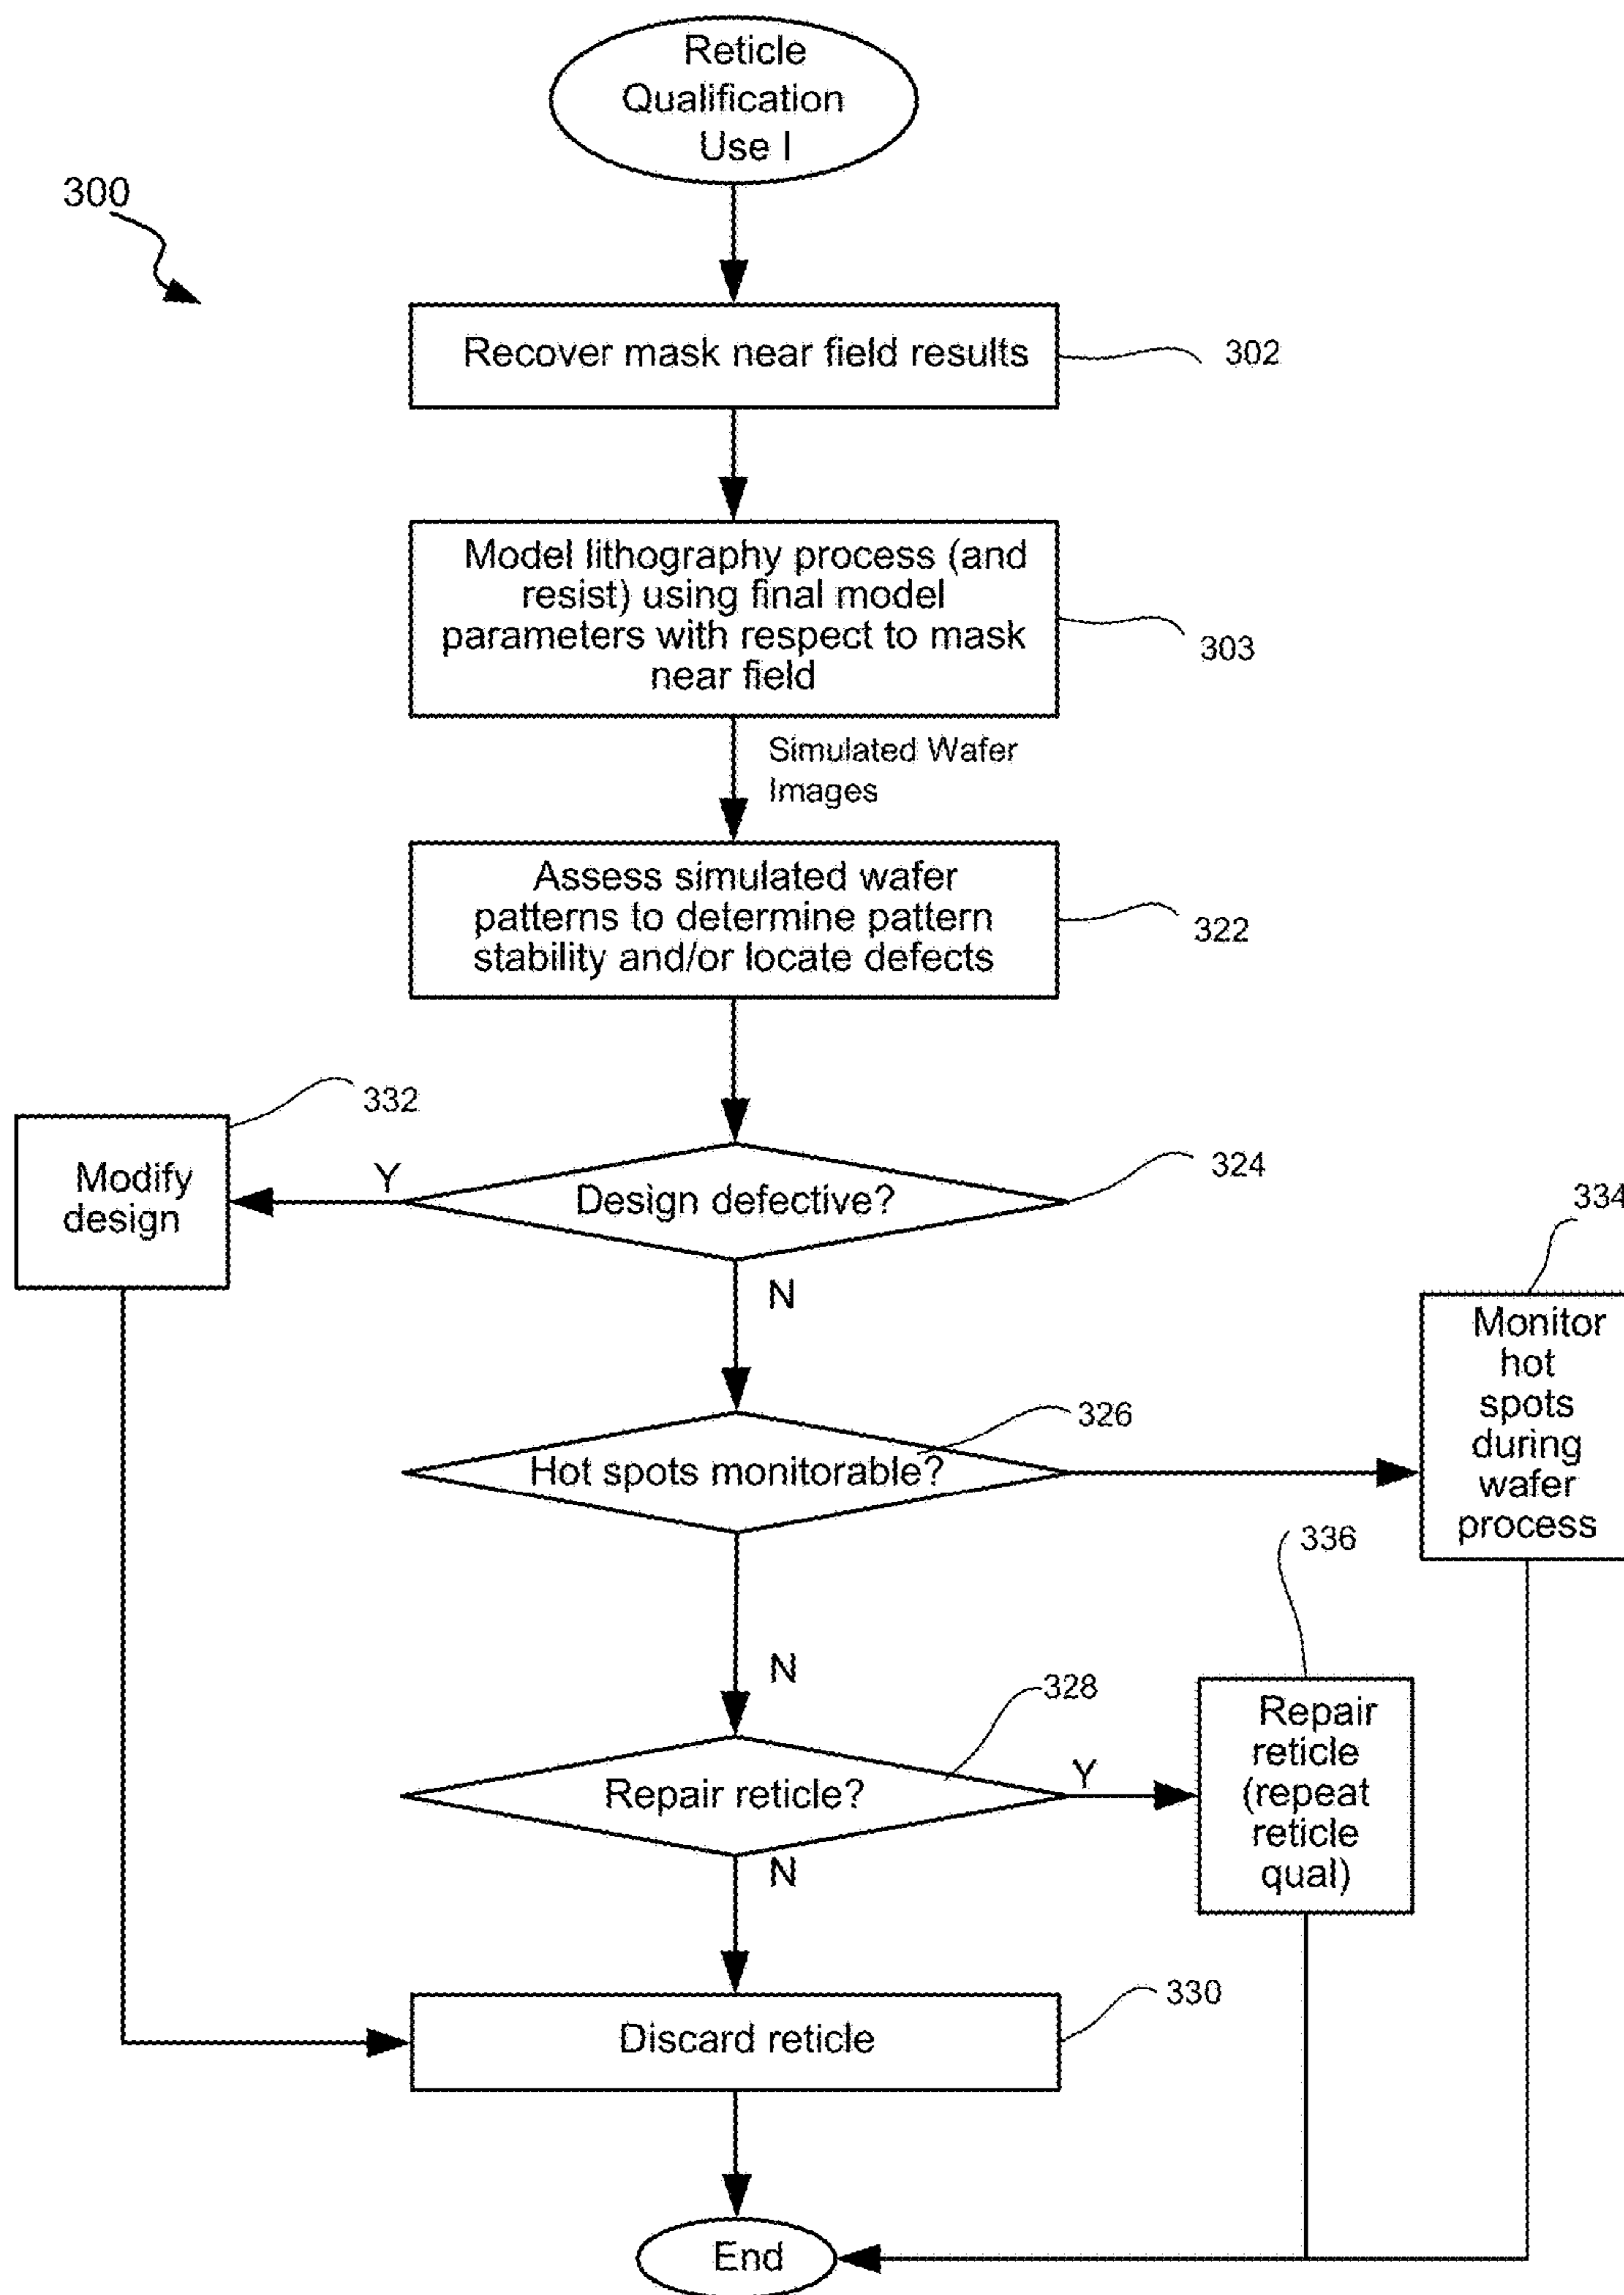 Reticle
Qualification
Use I
300
Recover mask near field results
302
Model lithography process (and
resist) using final model
parameters with respect to mask
near field
303
Simulated Wafer
Images
Assess simulated wafer
patterns to determine pattern
stability and/or locate defects
322
332
Modify
design
Y
Design defective?
324
N
334
Monitor
hot
spots
during
wafer
process
326
Hot spots monitorable?
336
N
328
Repair reticle?
Y
Repair
reticle
(repeat
reticle
qual)
N
330
Discard reticle
End